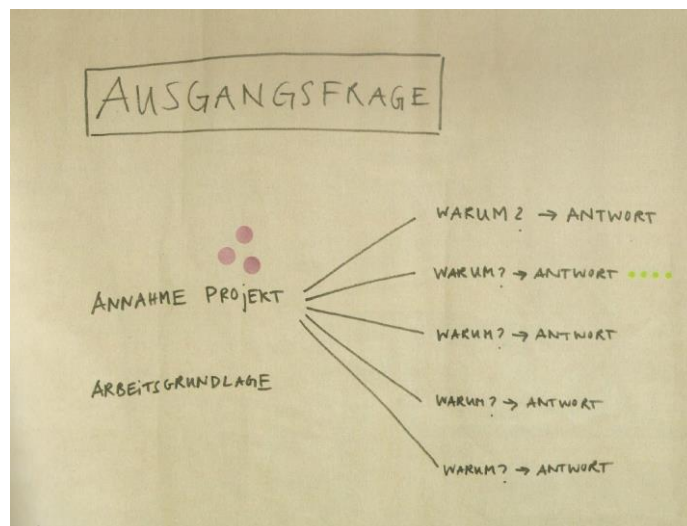 AUSGANGSFRAGE
WARUM? → ANTWORT
WARUM? → ANTWORT
ANNAHME PROjEKT
WARUM? → ANTWORT
ARBEiTSGRUNDLAGE
WARUM? → ANTWORT
WARUM? → ANTWORT